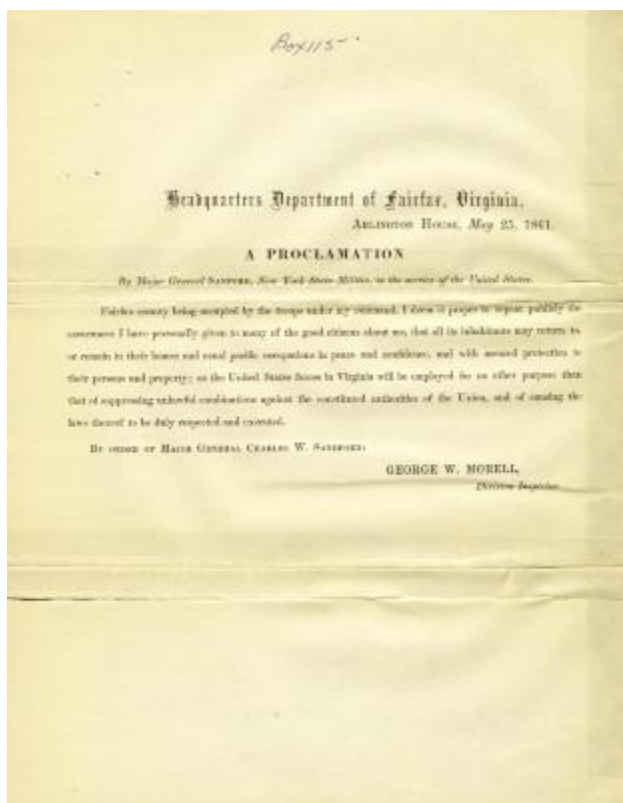 Box 115
Headquarters Department of Fairfax, Virginia,
Arlington House, May 25, 1861.
A PROCLAMATION
By Major General Sanford, New York State Militia, in the service of the United States.
Fairfax county being occupied by the troops under my command, I deem it proper to repeat publicly the
assurances I have personally given to many of the good citizens about me, that all its inhabitants may return to,
or remain in their homes and usual pacific occupations in peace and confidence, and with assured protection to
their persons and property; as the United States forces in Virginia will be employed for no other purpose than
that of suppressing unlawful combinations against the constituted authorities of the Union, and of causing the
laws thereof to be duly respected and executed.
By order of Major General Charles W. Sandford:
GEORGE W. MORELL,
Division Inspector.